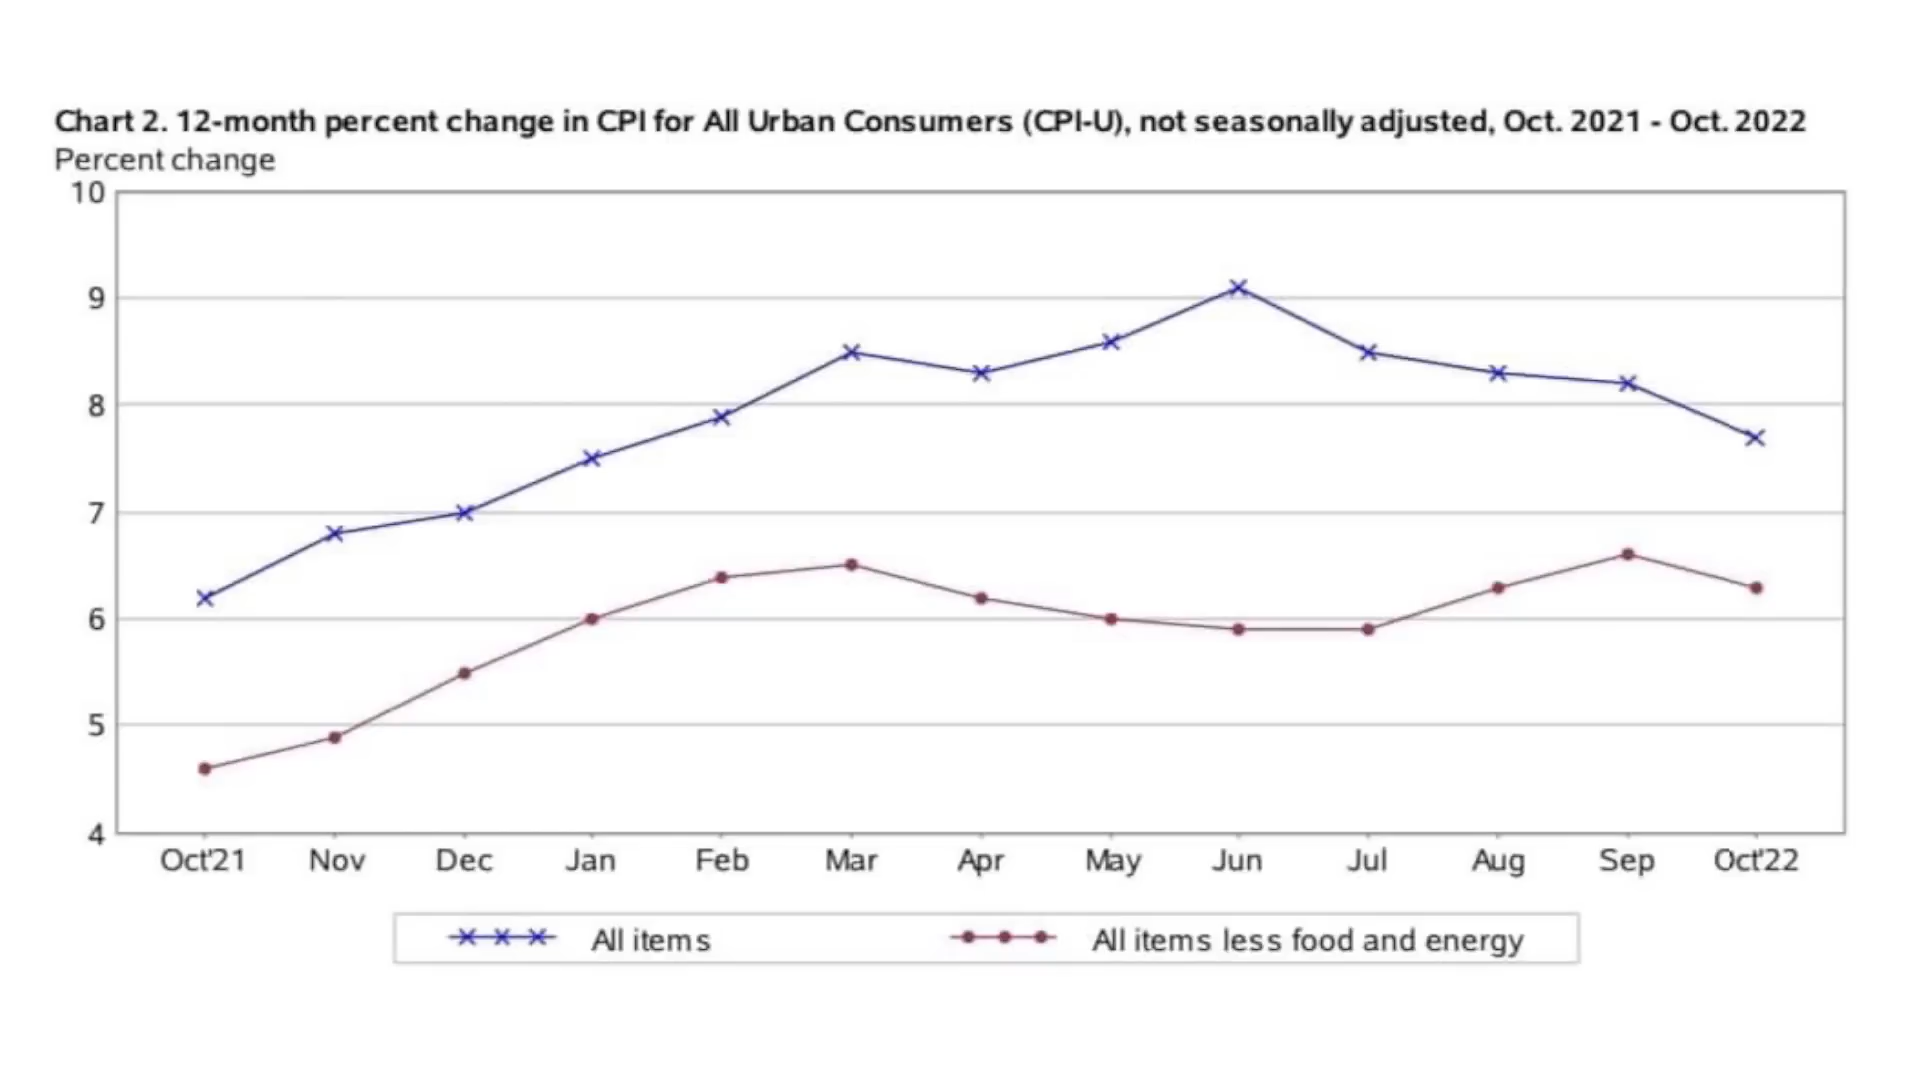 Chart 2. 12-month percent change in CPI for All Urban Consumers (CPI-U), not seasonally adjusted, Oct. 2021 - Oct. 2022
Percent change
10
9
8
7
6
5
4
Oct'21 Nov Dec Jan Feb Mar Apr May Jun Jul Aug Sep Oct'22
All items All items less food and energy